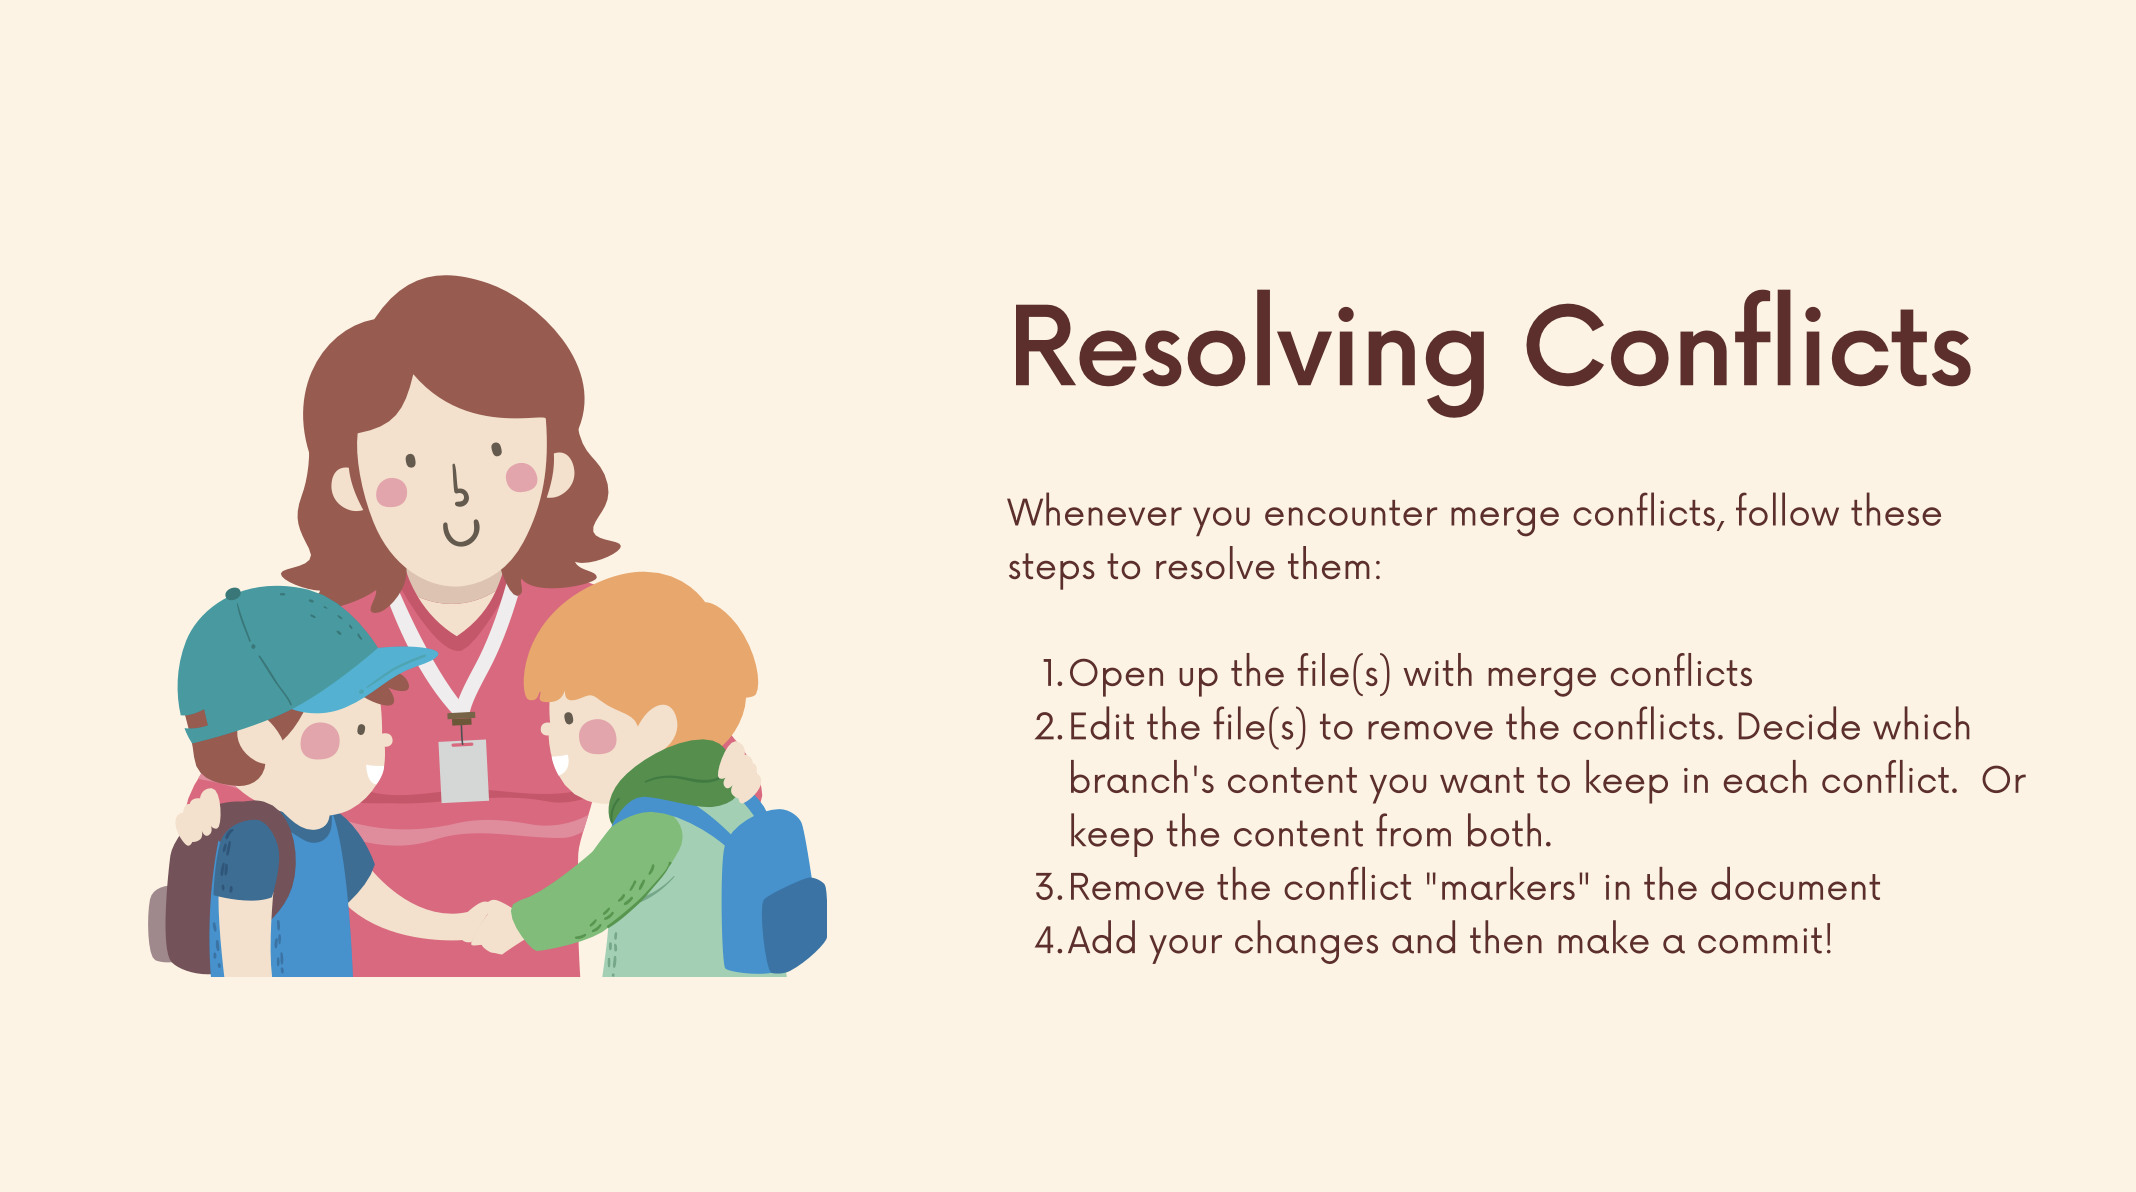 Resolving Conflicts
Whenever you encounter merge conflicts, follow these
steps to resolve them:
1. Open up the file(s) with merge conflicts
2. Edit the file(s) to remove the conflicts. Decide which
branch's content you want to keep in each conflict.  Or
keep the content from both.
3. Remove the conflict "markers" in the document
4. Add your changes and then make a commit!